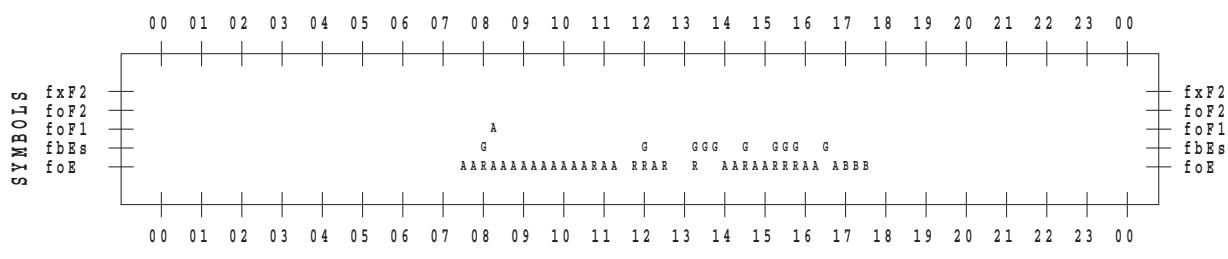 00 01 02 03 04 05 06 07 08 09 10 11 12 13 14 15 16 17 18 19 20 21 22 23 00
SYMBOLS
fxF2 fxF2
foF2 foF2
foF1 A foF1
fbEs G G GGG G GGG G fbEs
foE AARAAAAAAAAAARAA RRAR R AARAARRRAA ABBB foE
00 01 02 03 04 05 06 07 08 09 10 11 12 13 14 15 16 17 18 19 20 21 22 23 00